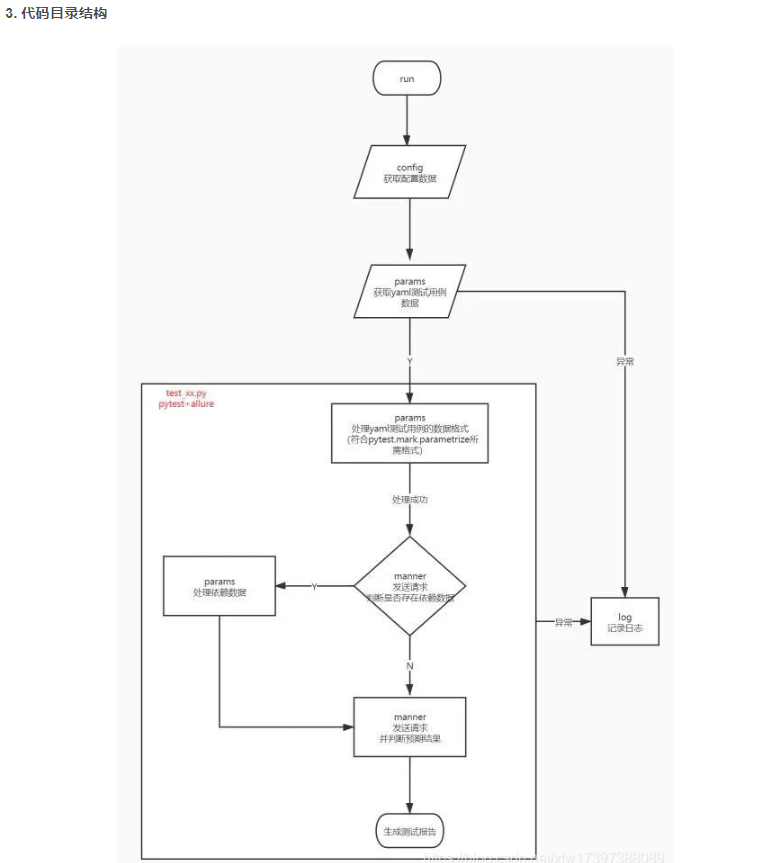 3. 代码目录结构
run
config
获取配置数据
params
获取yaml测试用例
数据
Y
异常
test_xx.py
pytest+allure
params
处理yaml测试用例的数据格式
(符合pytest.mark.parametrize所
需格式)
处理成功
manner
发送请求
判断是否存在依赖数据
Y
params
处理依赖数据
N
异常
log
记录日志
manner
发送请求
并判断预期结果
生成测试报告
https://blog.csdn.net/xfw17397388089